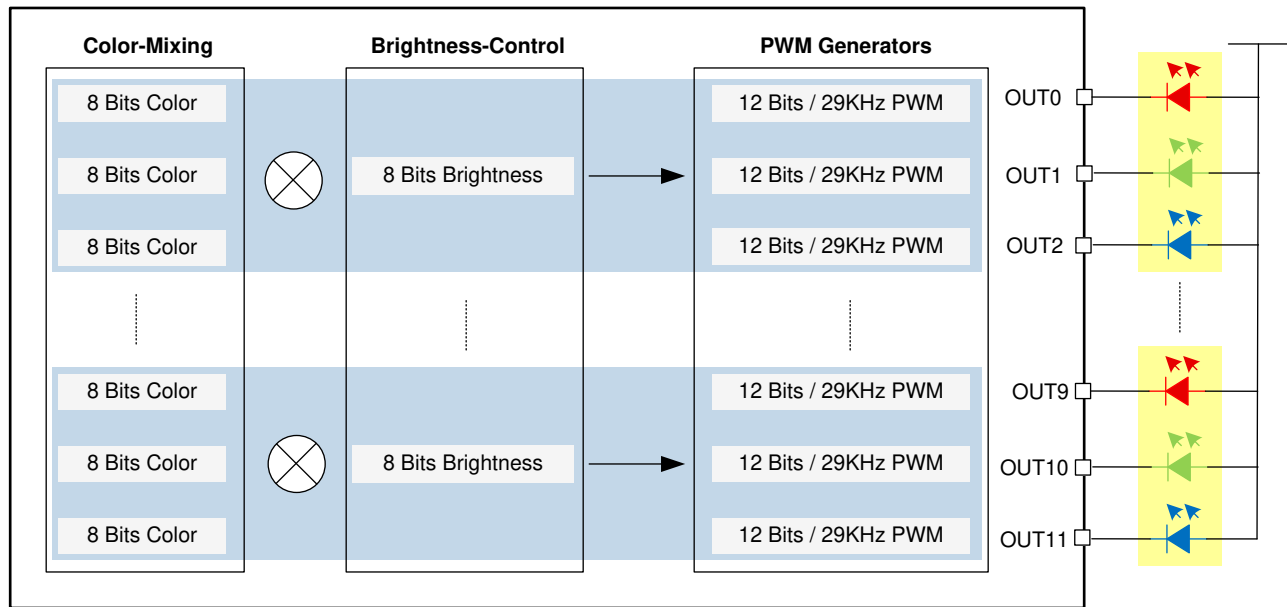 Color-Mixing Brightness-Control PWM Generators
8 Bits Color 12 Bits / 29KHz PWM OUT0
8 Bits Color 8 Bits Brightness 12 Bits / 29KHz PWM OUT1
8 Bits Color 12 Bits / 29KHz PWM OUT2
8 Bits Color 12 Bits / 29KHz PWM OUT9
8 Bits Color 8 Bits Brightness 12 Bits / 29KHz PWM OUT10
8 Bits Color 12 Bits / 29KHz PWM OUT11